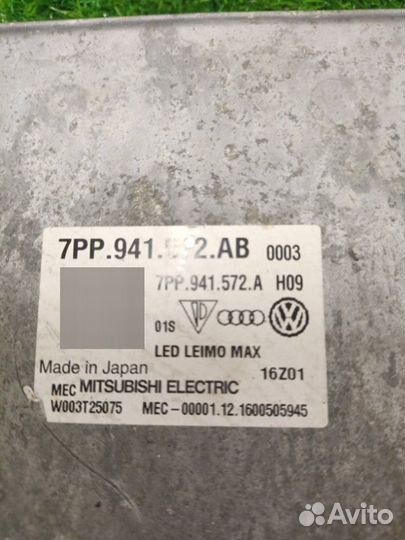 7PP.941.572.AB 0003
7PP.941.572.A H09
01S
LED LEIMO MAX
Made in Japan 16Z01
MEC MITSUBISHI ELECTRIC
W003T25075 MEC-00001.12.1600505945
Avito